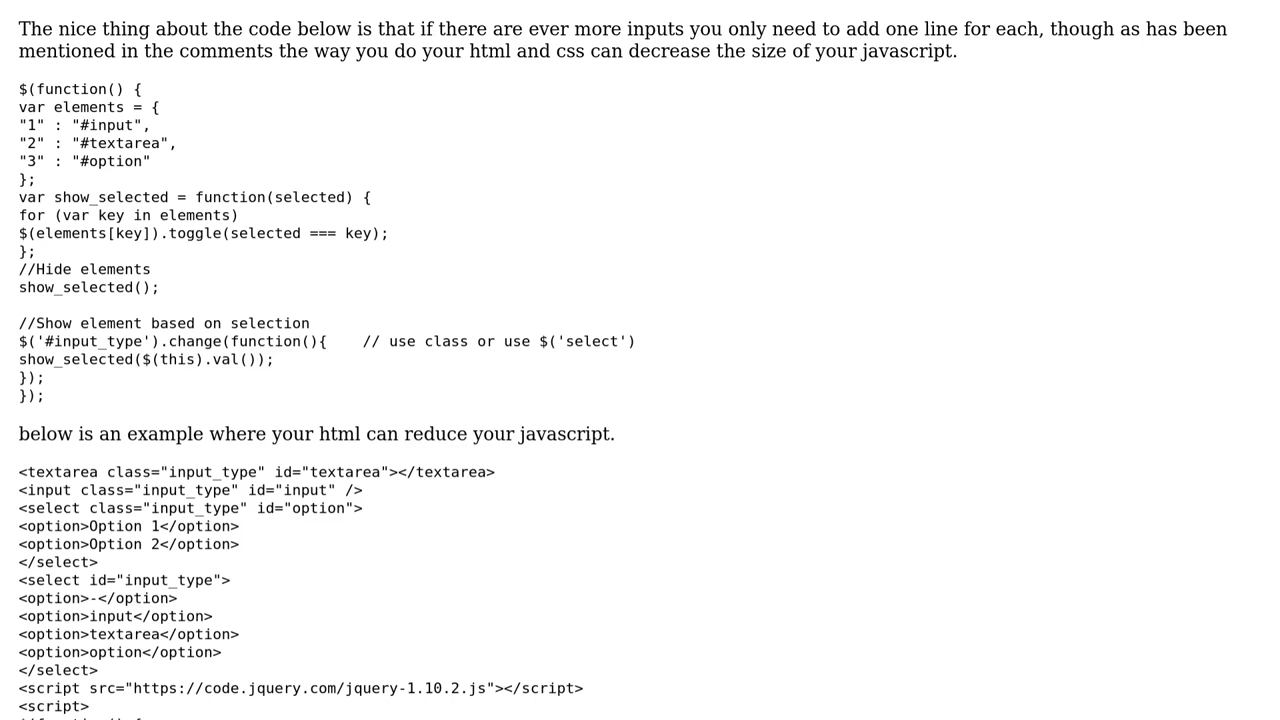 The nice thing about the code below is that if there are ever more inputs you only need to add one line for each, though as has been
mentioned in the comments the way you do your html and css can decrease the size of your javascript.
$(function() {
var elements = {
"1" : "#input",
"2" : "#textarea",
"3" : "#option"
};
var show_selected = function(selected) {
for (var key in elements)
$(elements[key]).toggle(selected === key);
};
//Hide elements
show_selected();
//Show element based on selection
$('#input_type').change(function(){    // use class or use $('select')
show_selected($(this).val());
});
});
below is an example where your html can reduce your javascript.
<textarea class="input_type" id="textarea"></textarea>
<input class="input_type" id="input" />
<select class="input_type" id="option">
<option>Option 1</option>
<option>Option 2</option>
</select>
<select id="input_type">
<option>-</option>
<option>input</option>
<option>textarea</option>
<option>option</option>
</select>
<script src="https://code.jquery.com/jquery-1.10.2.js"></script>
<script>